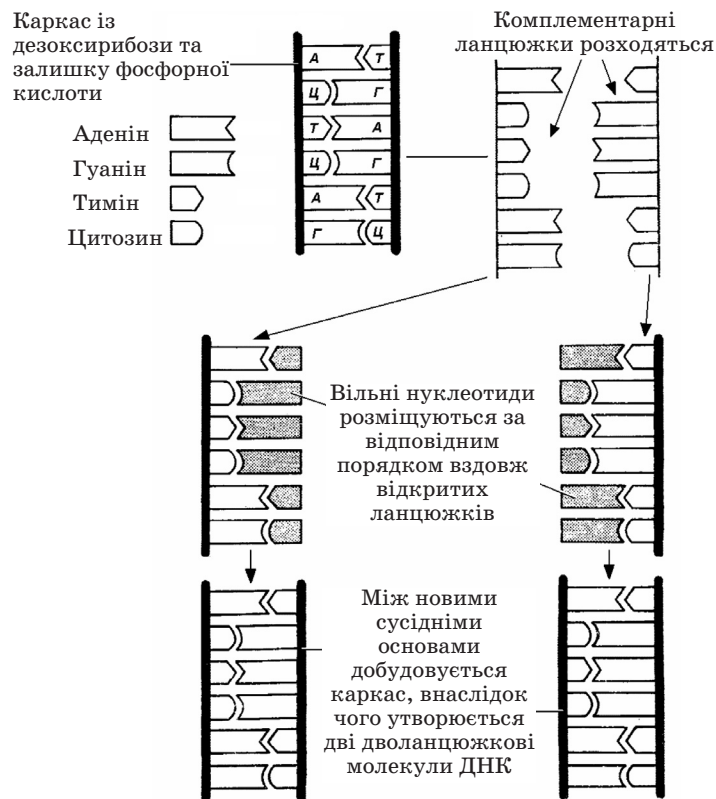 Каркас із
дезоксирибози та
залишку фосфорної
кислоти
Аденін
Гуанін
Тимін
Цитозин
А Т
Ц Г
Т А
Ц Г
А Т
Г Ц
Комплементарні
ланцюжки розходяться
Вільні нуклеотиди
розміщуються за
відповідним
порядком вздовж
відкритих
ланцюжків
Між новими
сусідніми
основами
добудовується
каркас, внаслідок
чого утворюється
дві дволанцюжкові
молекули ДНК